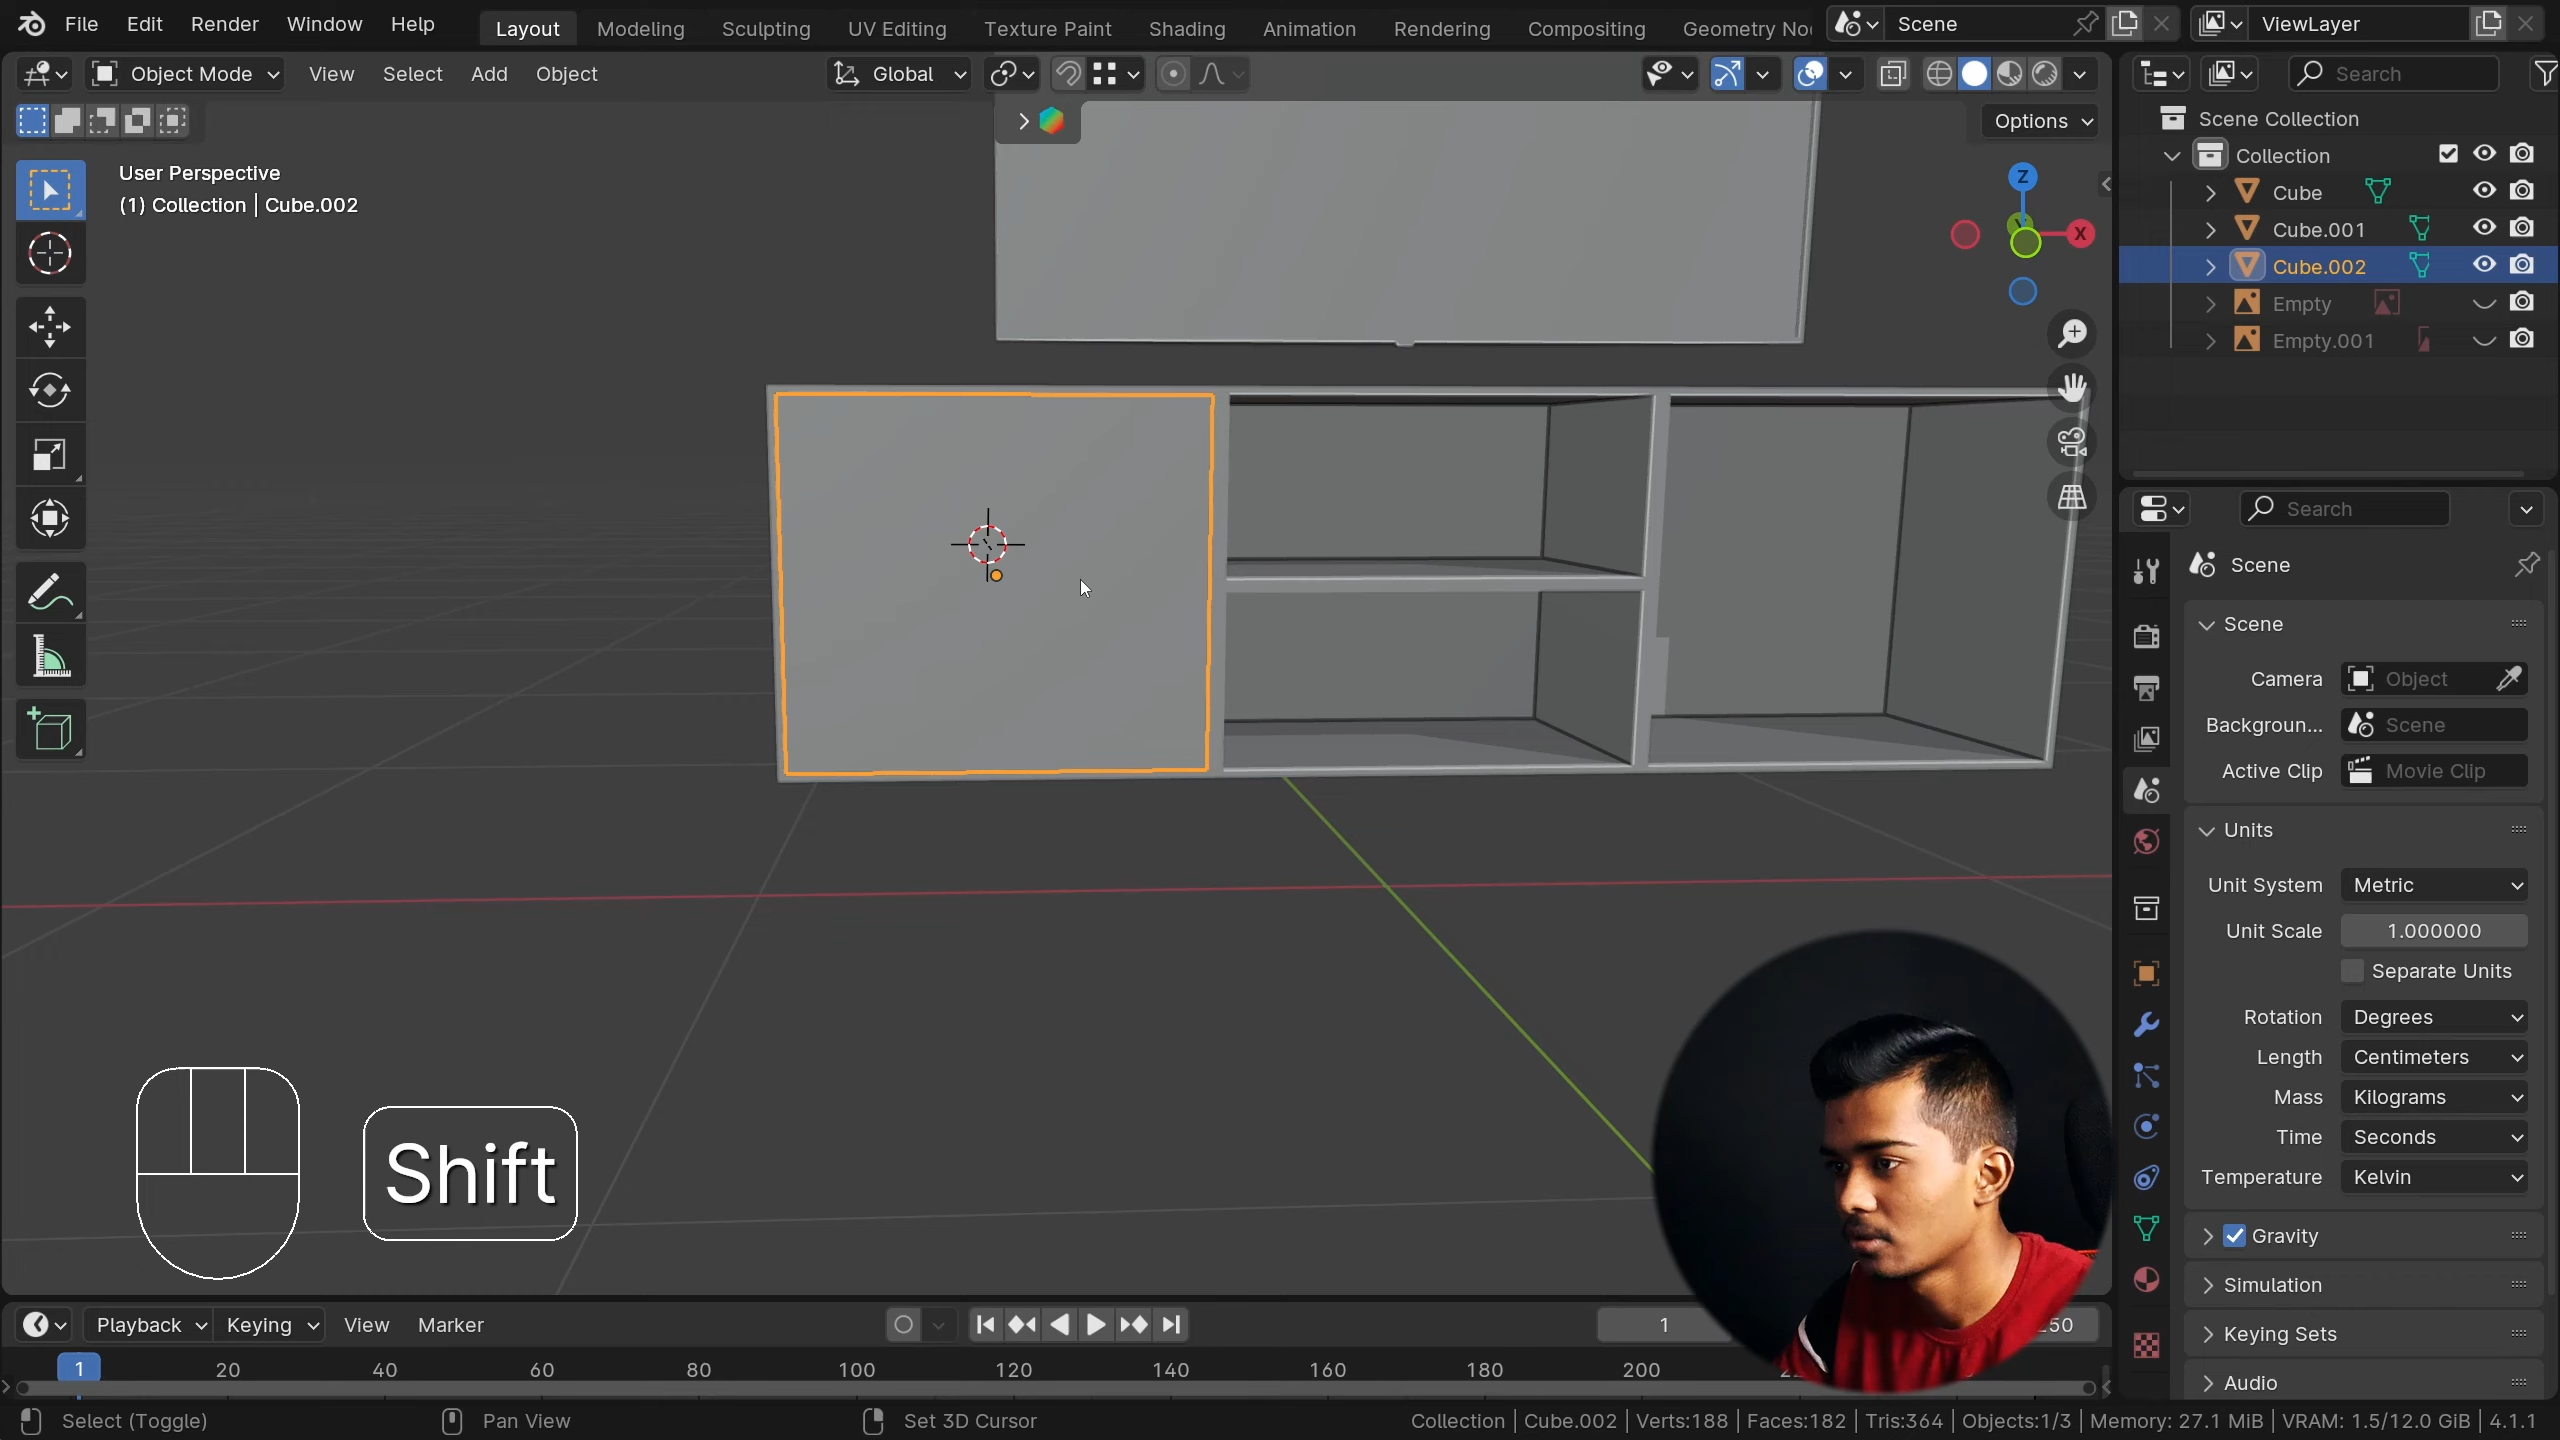 File Edit Render Window Help Layout Modeling Sculpting UV Editing Texture Paint Shading Animation Rendering Compositing Geometry No Scene ViewLayer
Object Mode View Select Add Object Global Search
Options
User Perspective
(1) Collection | Cube.002
Z
Y
X
Scene Collection
Collection
Cube
Cube.001
Cube.002
Empty
Empty.001
Search
Scene
Scene
Camera Object
Backgroun... Scene
Active Clip Movie Clip
Units
Unit System Metric
Unit Scale 1.000000
Separate Units
Rotation Degrees
Length Centimeters
Mass Kilograms
Time Seconds
Temperature Kelvin
Gravity
Simulation
Keying Sets
Audio
Shift
Playback Keying View Marker 1 50
1 20 40 60 80 100 120 140 160 180 200
Select (Toggle) Pan View Set 3D Cursor Collection | Cube.002 | Verts:188 | Faces:182 | Tris:364 | Objects:1/3 | Memory: 27.1 MiB | VRAM: 1.5/12.0 GiB | 4.1.1